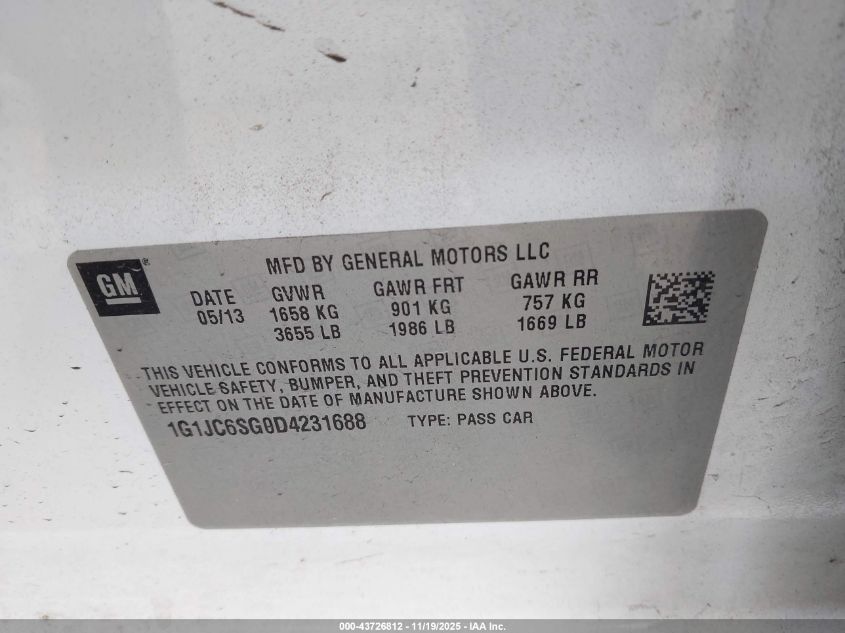 GM®
MFD BY GENERAL MOTORS LLC
DATE GVWR GAWR FRT GAWR RR
05/13 1658 KG 901 KG 757 KG
3655 LB 1986 LB 1669 LB
THIS VEHICLE CONFORMS TO ALL APPLICABLE U.S. FEDERAL MOTOR
VEHICLE SAFETY, BUMPER, AND THEFT PREVENTION STANDARDS IN
EFFECT ON THE DATE OF MANUFACTURE SHOWN ABOVE.
1G1JC6SG0D4231688 TYPE: PASS CAR
000-43726812 - 11/19/2025 - IAA Inc.